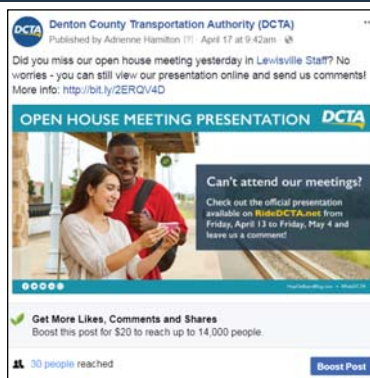 DCTA
Denton County Transportation Authority (DCTA)
Published by Adrienne Hamilton [?] · April 17 at 9:42am ·
Did you miss our open house meeting yesterday in Lewisville Staff? No
worries - you can still view our presentation online and send us comments!
More info: http://bit.ly/2ERQV4D
OPEN HOUSE MEETING PRESENTATION DCTA
Can't attend our meetings?
Check out the official presentation
available on RideDCTA.net from
Friday, April 13 to Friday, May 4 and
leave us a comment!
Get More Likes, Comments and Shares
Boost this post for $20 to reach up to 14,000 people.
30 people reached
Boost Post